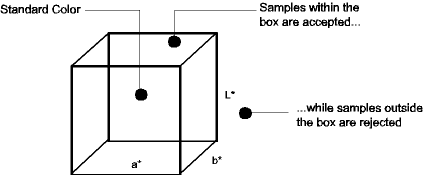 Standard Color
Samples within the
box are accepted...
L*
...while samples outside
the box are rejected
a*
b*